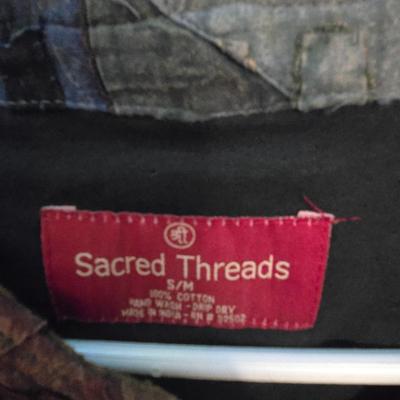 श्री
Sacred Threads
S/M
100% COTTON
HAND WASH - DRIP DRY
MADE IN INDIA - RN #